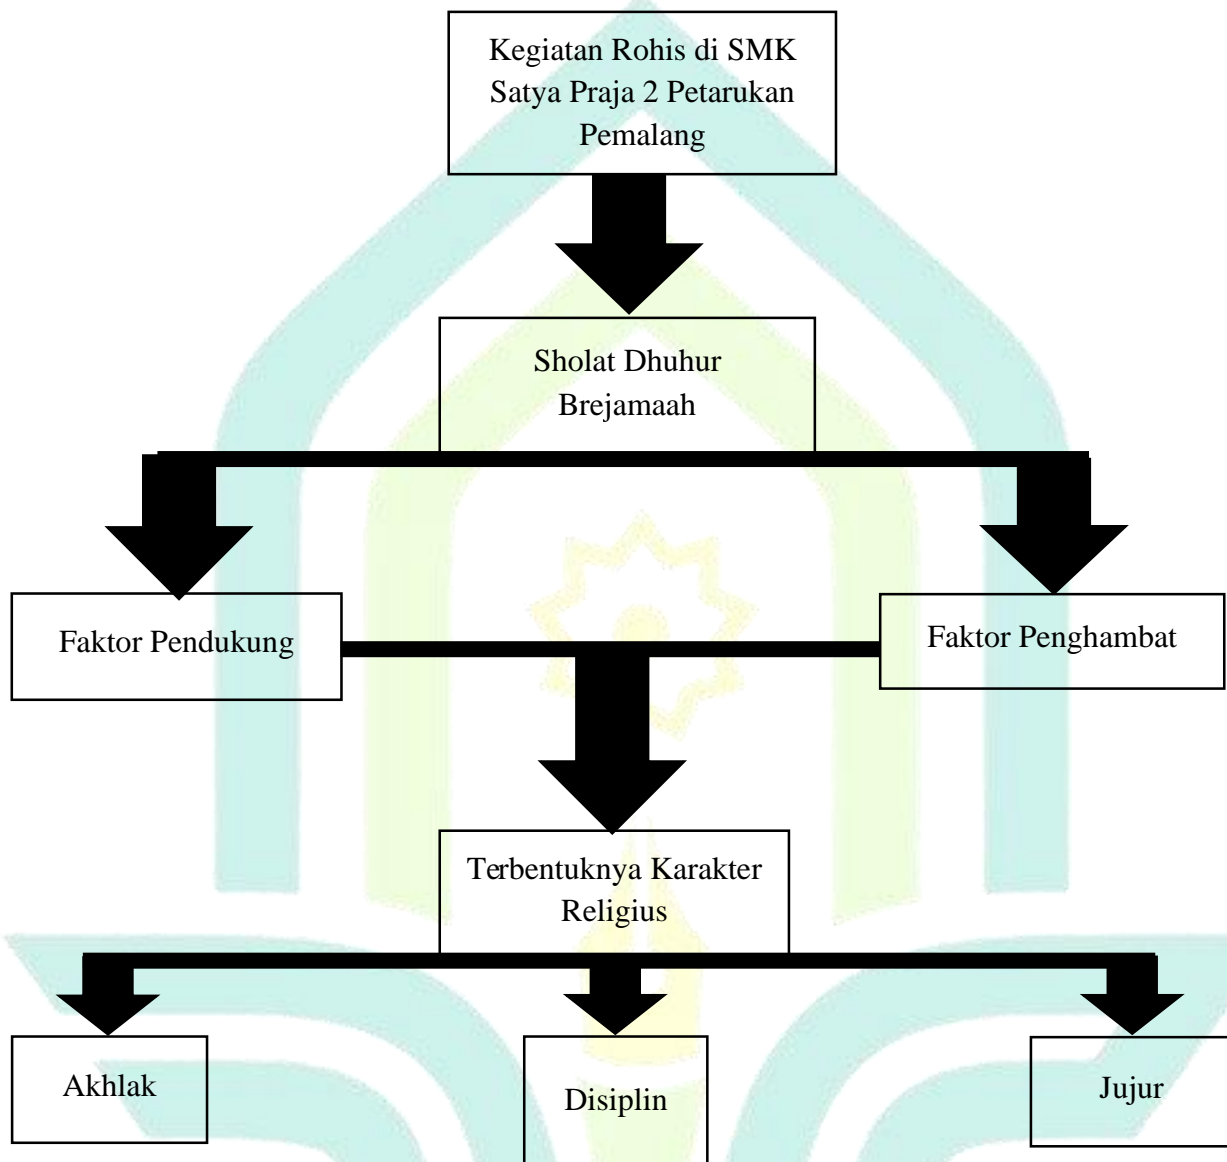 Kegiatan Rohis di SMK
Satya Praja 2 Petarukan
Pemalang
Sholat Dhuhur
Brejamaah
Faktor Pendukung
Faktor Penghambat
Terbentuknya Karakter
Religius
Akhlak
Disiplin
Jujur